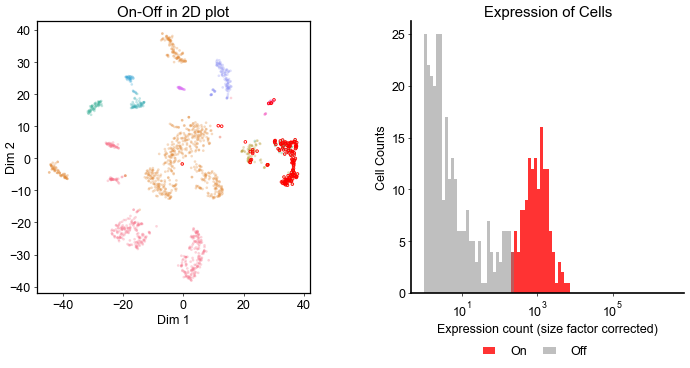 On-Off in 2D plot
40
30
20
10
0
−10
−20
−30
−40
Dim 2
−40 −20 0 20 40
Dim 1
Expression of Cells
25
20
15
10
5
0
Cell Counts
10^1 10^3 10^5
Expression count (size factor corrected)
On Off